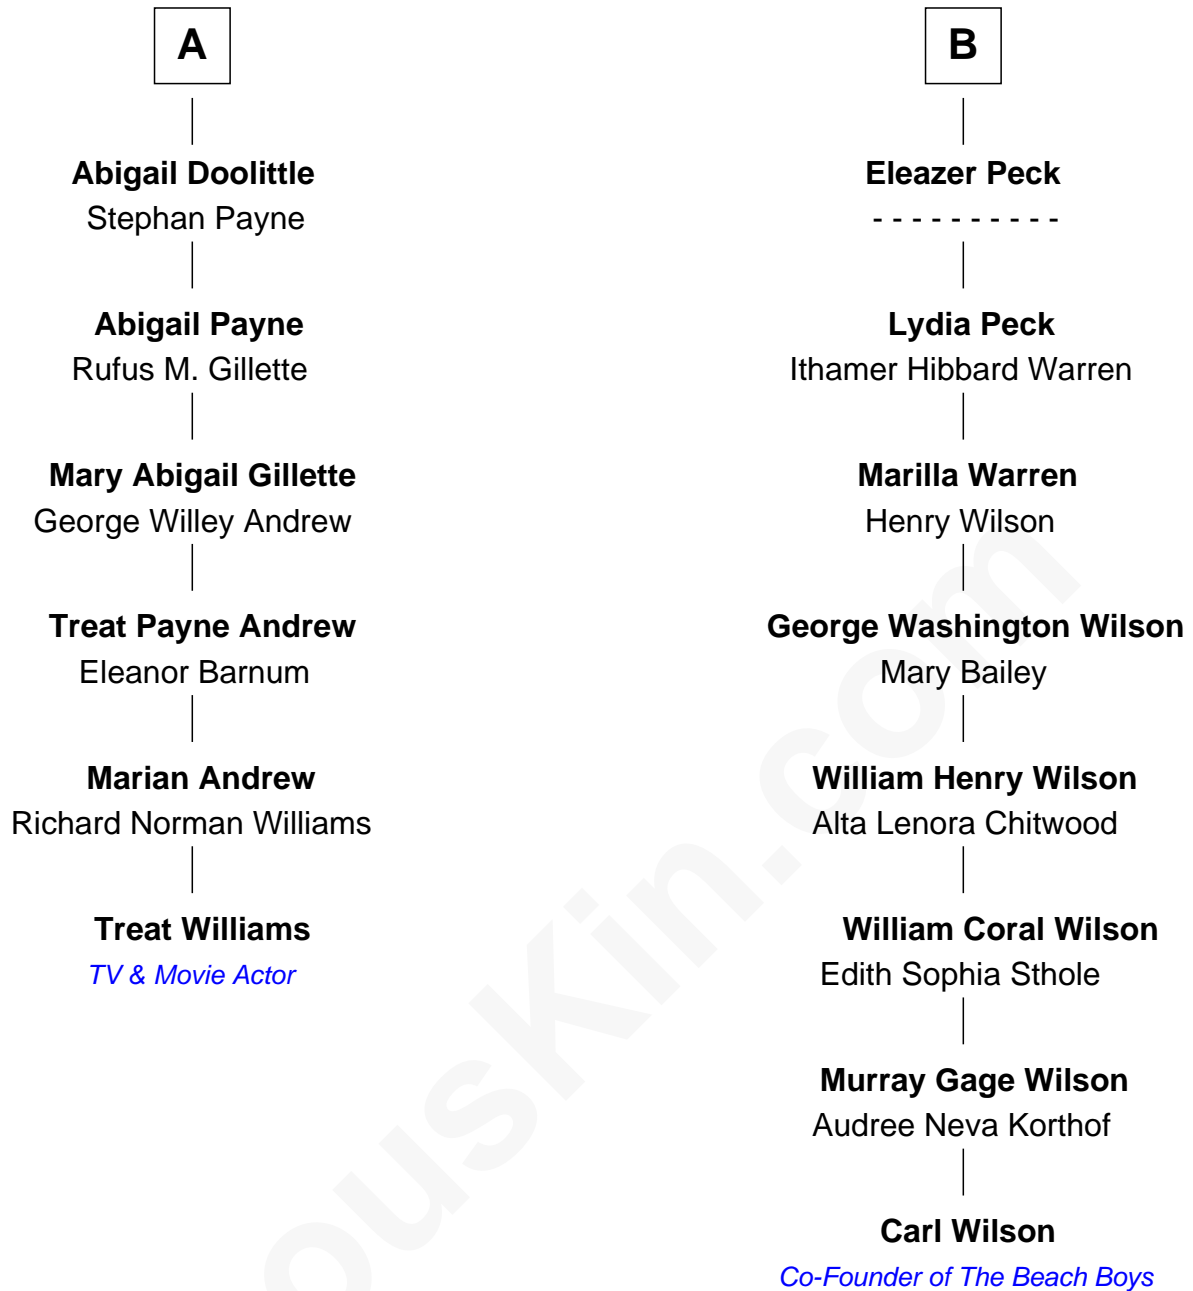 A
Abigail Doolittle
Stephan Payne
Abigail Payne
Rufus M. Gillette
Mary Abigail Gillette
George Willey Andrew
Treat Payne Andrew
Eleanor Barnum
Marian Andrew
Richard Norman Williams
Treat Williams
TV & Movie Actor
B
Eleazer Peck
- - - - - - - - - -
Lydia Peck
Ithamer Hibbard Warren
Marilla Warren
Henry Wilson
George Washington Wilson
Mary Bailey
William Henry Wilson
Alta Lenora Chitwood
William Coral Wilson
Edith Sophia Sthole
Murray Gage Wilson
Audree Neva Korthof
Carl Wilson
Co-Founder of The Beach Boys
ousKin.com